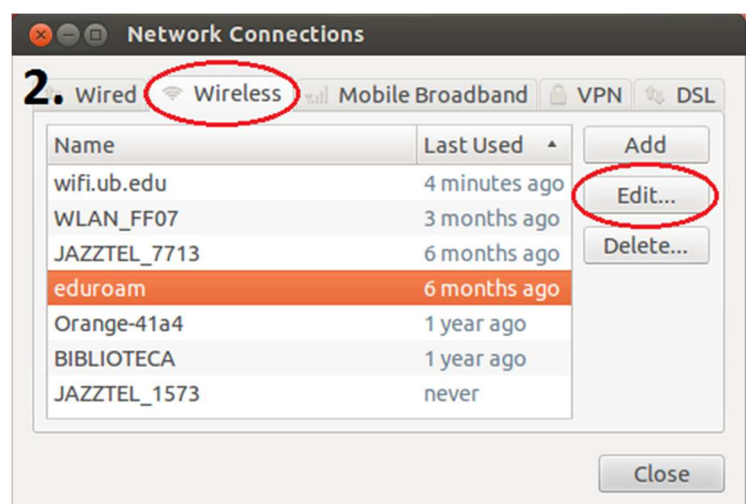 Network Connections
2. Wired Wireless Mobile Broadband VPN DSL
Name Last Used Add
wifi.ub.edu 4 minutes ago Edit...
WLAN_FF07 3 months ago
JAZZTEL_7713 6 months ago Delete...
eduroam 6 months ago
Orange-41a4 1 year ago
BIBLIOTECA 1 year ago
JAZZTEL_1573 never
Close